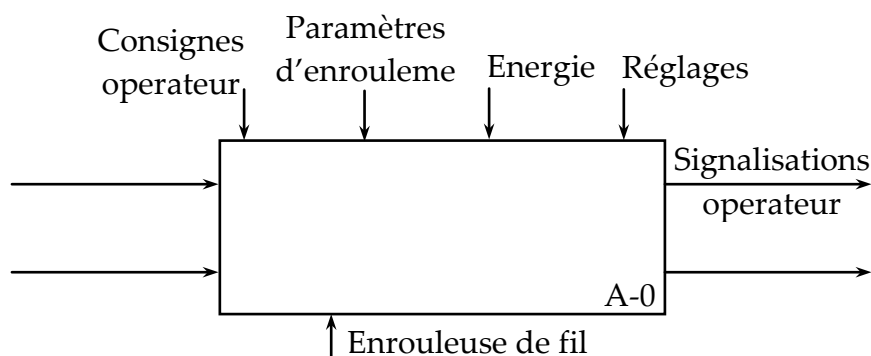 Consignes
operateur
Paramètres
d'enrouleme
Energie
Réglages
Signalisations
operateur
A-0
Enrouleuse de fil